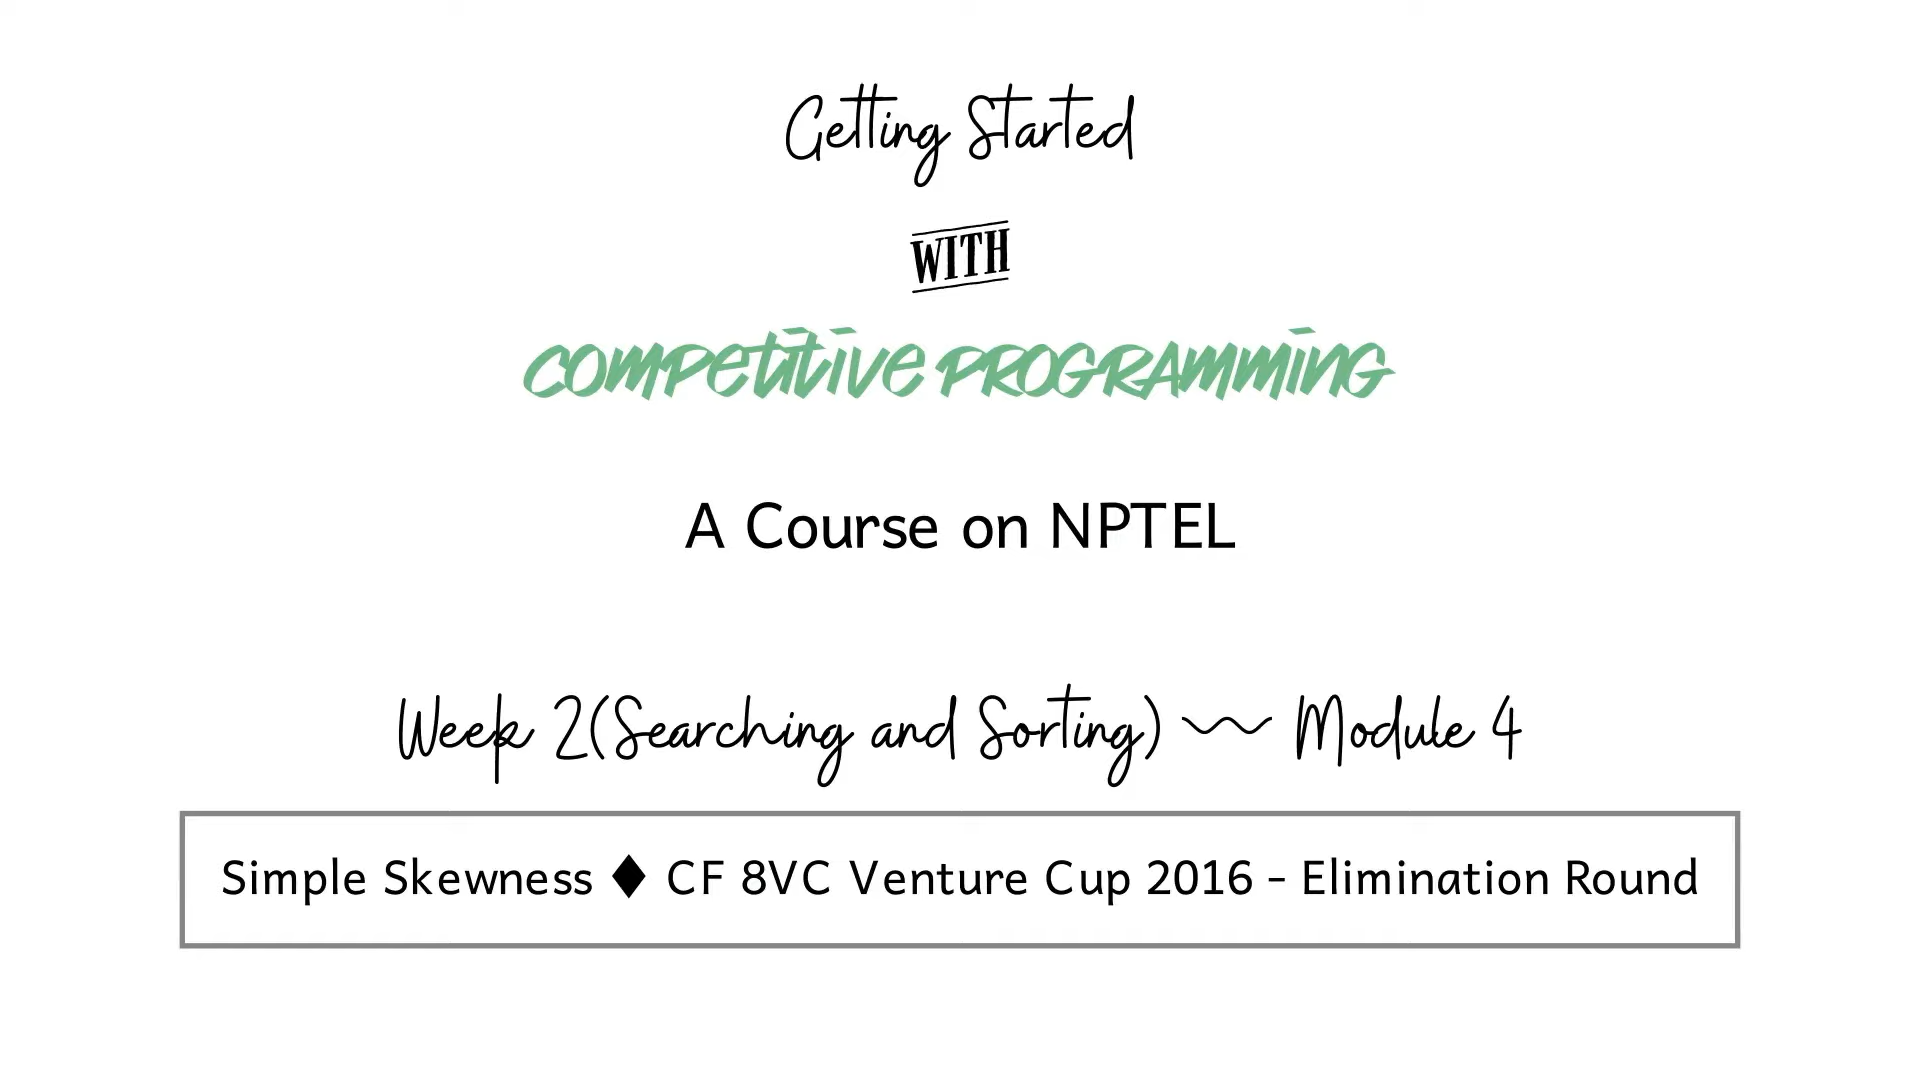 Getting Started
WITH
COMPETITIVE PROGRAMMING
A Course on NPTEL
Week 2(Searching and Sorting) 〰 Module 4
Simple Skewness ♦ CF 8VC Venture Cup 2016 - Elimination Round